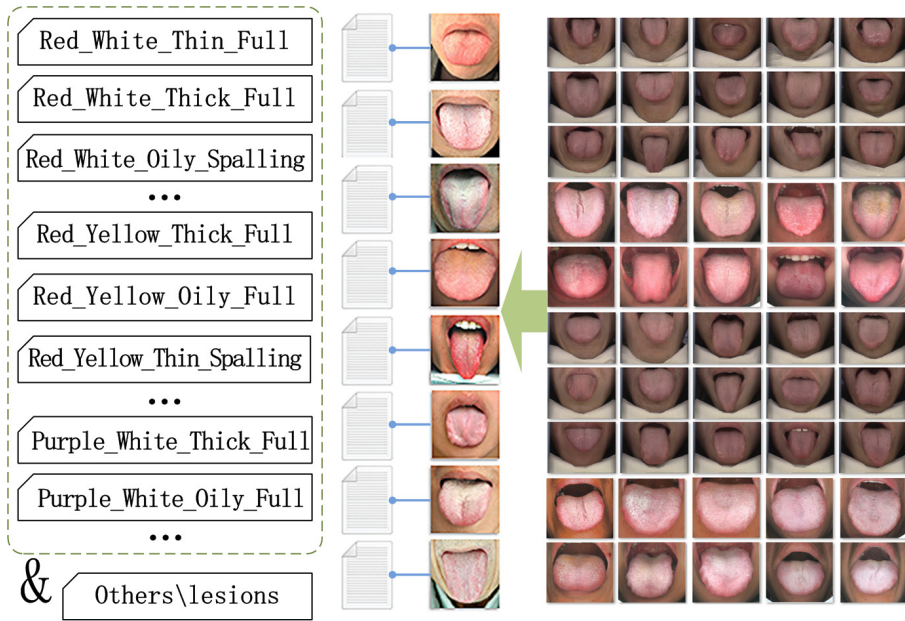 Red_White_Thin_Full
Red_White_Thick_Full
Red_White_Oily_Spalling
...
Red_Yellow_Thick_Full
Red_Yellow_Oily_Full
Red_Yellow_Thin_Spalling
...
Purple_White_Thick_Full
Purple_White_Oily_Full
...
&
Others\lesions